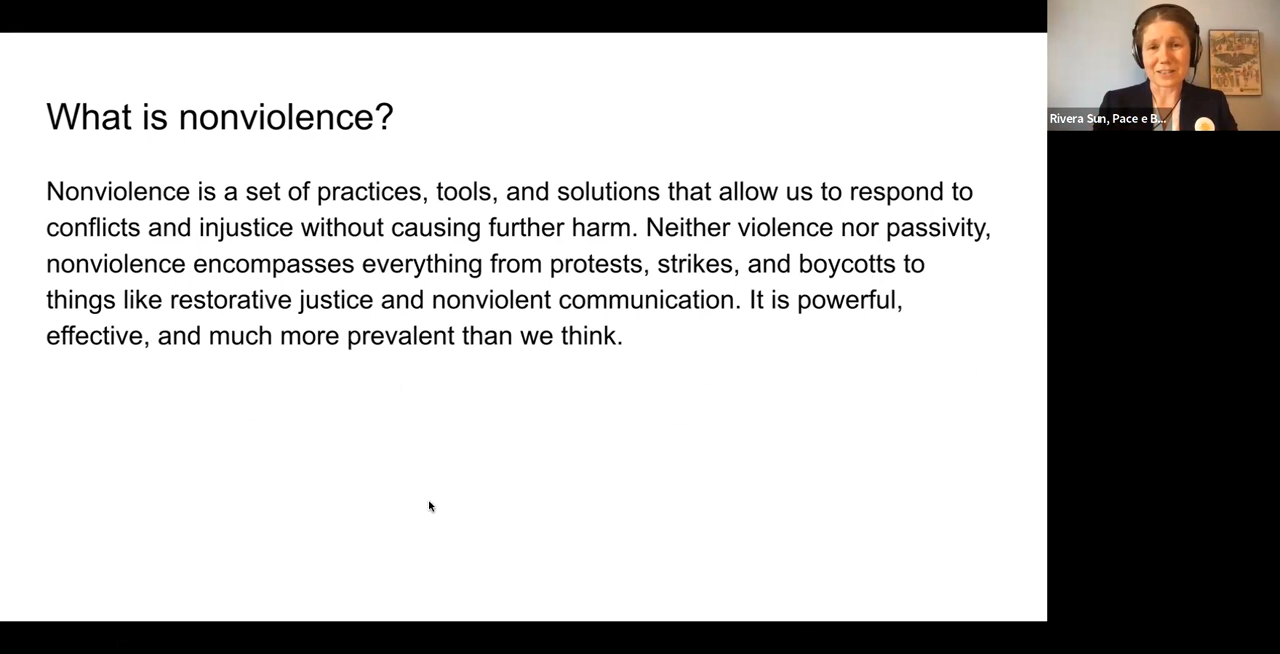 What is nonviolence?
Nonviolence is a set of practices, tools, and solutions that allow us to respond to
conflicts and injustice without causing further harm. Neither violence nor passivity,
nonviolence encompasses everything from protests, strikes, and boycotts to
things like restorative justice and nonviolent communication. It is powerful,
effective, and much more prevalent than we think.
Rivera Sun, Pace e B...